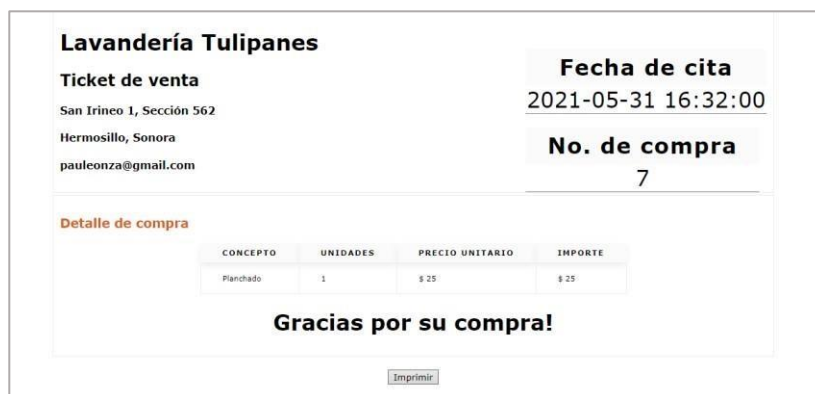 Lavandería Tulipanes
Ticket de venta
San Irineo 1, Sección 562
Hermosillo, Sonora
pauleonza@gmail.com
Fecha de cita
2021-05-31 16:32:00
No. de compra
7
Detalle de compra
CONCEPTO UNIDADES PRECIO UNITARIO IMPORTE
Planchado 1 $ 25 $ 25
Gracias por su compra!
Imprimir